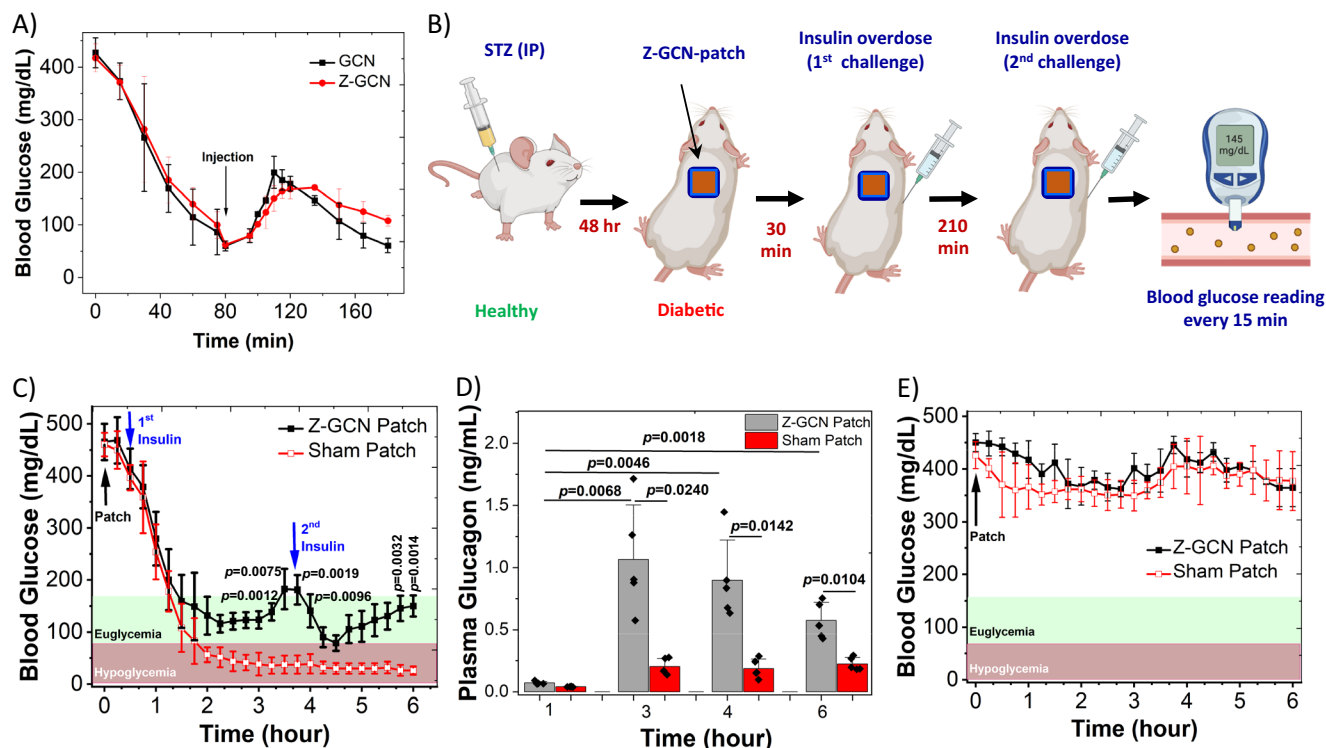 A)
Blood Glucose (mg/dL)
400
300
200
100
0
GCN
Z-GCN
Injection
0 40 80 120 160
Time (min)
B)
STZ (IP)
Z-GCN-patch
Insulin overdose
(1st challenge)
Insulin overdose
(2nd challenge)
145
mg/dL
48 hr
30
min
210
min
Healthy
Diabetic
Blood glucose reading
every 15 min
C)
Blood Glucose (mg/dL)
500
400
300
200
100
0
1st
Insulin
Z-GCN Patch
Sham Patch
Patch
2nd
Insulin
p=0.0075
p=0.0012
p=0.0019
p=0.0096
p=0.0032
p=0.0014
Euglycemia
Hypoglycemia
0 1 2 3 4 5 6
Time (hour)
D)
Plasma Glucagon (ng/mL)
2.0
1.5
1.0
0.5
0.0
Z-GCN Patch
Sham Patch
p=0.0018
p=0.0046
p=0.0068
p=0.0240
p=0.0142
p=0.0104
1 3 4 6
Time (hour)
E)
Blood Glucose (mg/dL)
500
400
300
200
100
0
Patch
Z-GCN Patch
Sham Patch
Euglycemia
Hypoglycemia
0 1 2 3 4 5 6
Time (hour)